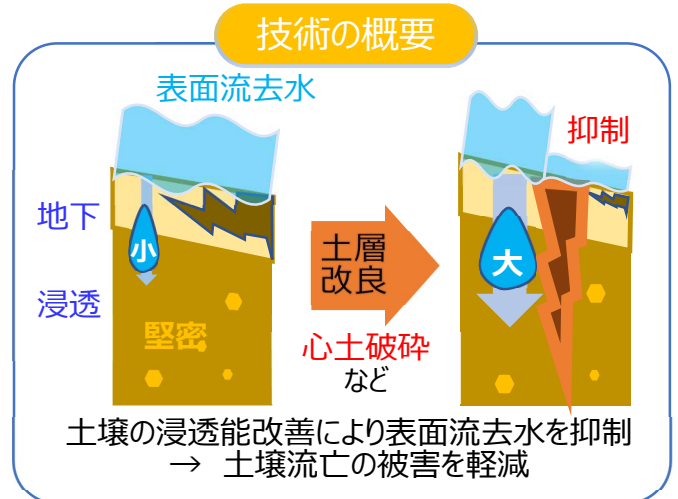 技術の概要
表面流去水
地下
浸透
小
堅密
土層
改良
心土破砕
など
抑制
大
土壌の浸透能改善により表面流去水を抑制
→ 土壌流亡の被害を軽減